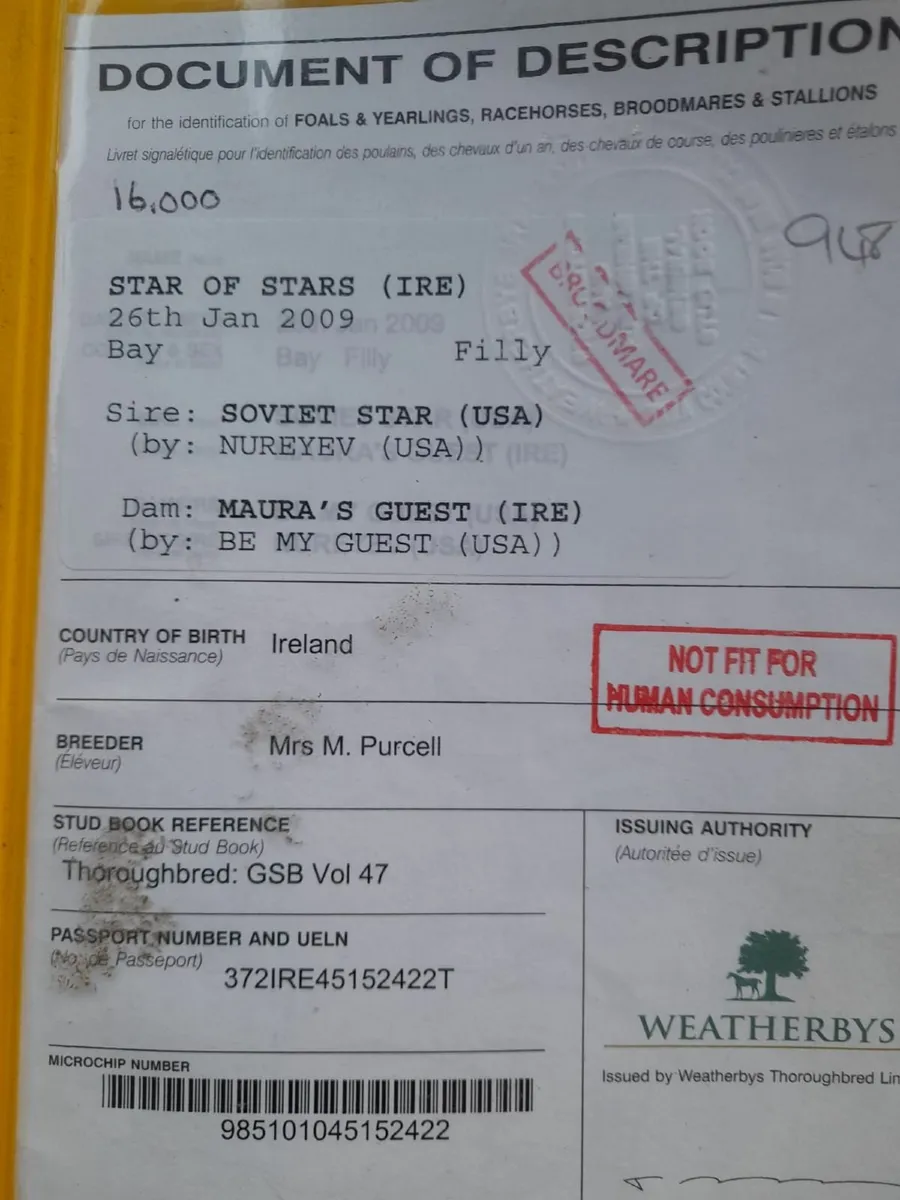 DOCUMENT OF DESCRIPTION
for the identification of FOALS & YEARLINGS, RACEHORSES, BROODMARES & STALLIONS
Livret signalétique pour l'identification des poulains, des chevaux d'un an, des chevaux de course, des poulinieres et étalons
16,000
948
BROODMARE
STAR OF STARS (IRE)
26th Jan 2009
Bay Filly
Sire: SOVIET STAR (USA)
(by: NUREYEV (USA))
Dam: MAURA'S GUEST (IRE)
(by: BE MY GUEST (USA))
COUNTRY OF BIRTH Ireland
(Pays de Naissance)
NOT FIT FOR
HUMAN CONSUMPTION
BREEDER Mrs M. Purcell
(Éléveur)
STUD BOOK REFERENCE
(Reference au Stud Book)
Thoroughbred: GSB Vol 47
PASSPORT NUMBER AND UELN
(No. de Passeport)
372IRE45152422T
MICROCHIP NUMBER
985101045152422
ISSUING AUTHORITY
(Autoritée d'issue)
WEATHERBYS
Issued by Weatherbys Thoroughbred Lin